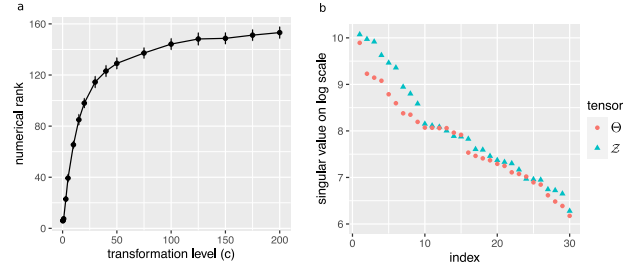 a
numerical rank
160
120
80
40
0
0
50
100
150
200
transformation level (c)
b
singular value on log scale
10
9
8
7
6
0
10
20
30
index
tensor
Θ
𝒵